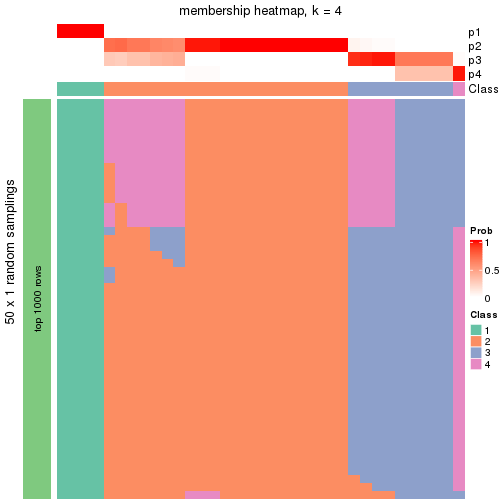 membership heatmap, k = 4
p1
p2
p3
p4
Class
50 x 1 random samplings
top 1000 rows
Prob
1
0.5
0
Class
1
2
3
4